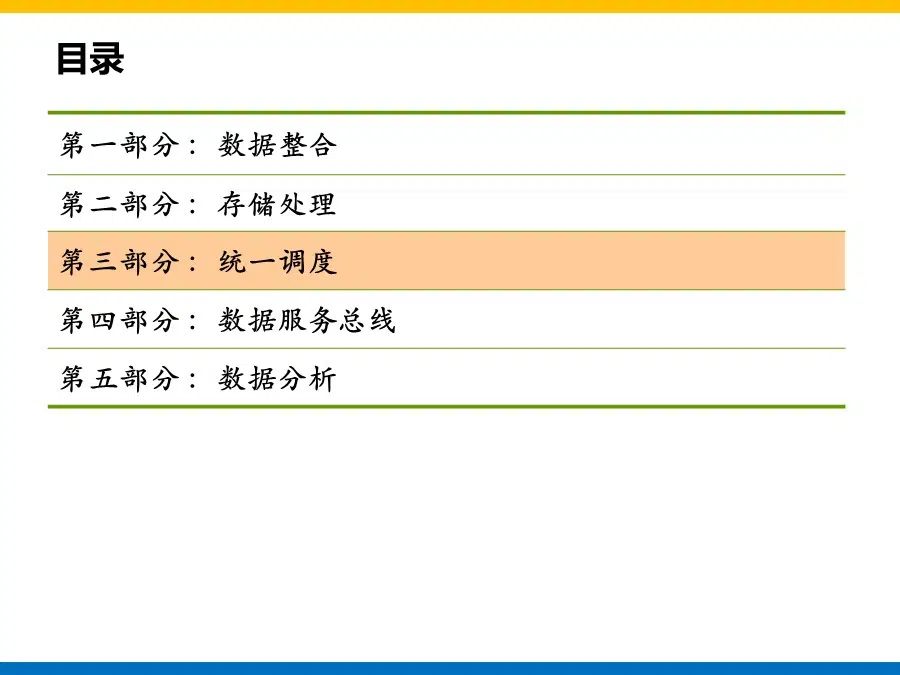 目录
第一部分： 数据整合
第二部分： 存储处理
第三部分： 统一调度
第四部分： 数据服务总线
第五部分： 数据分析